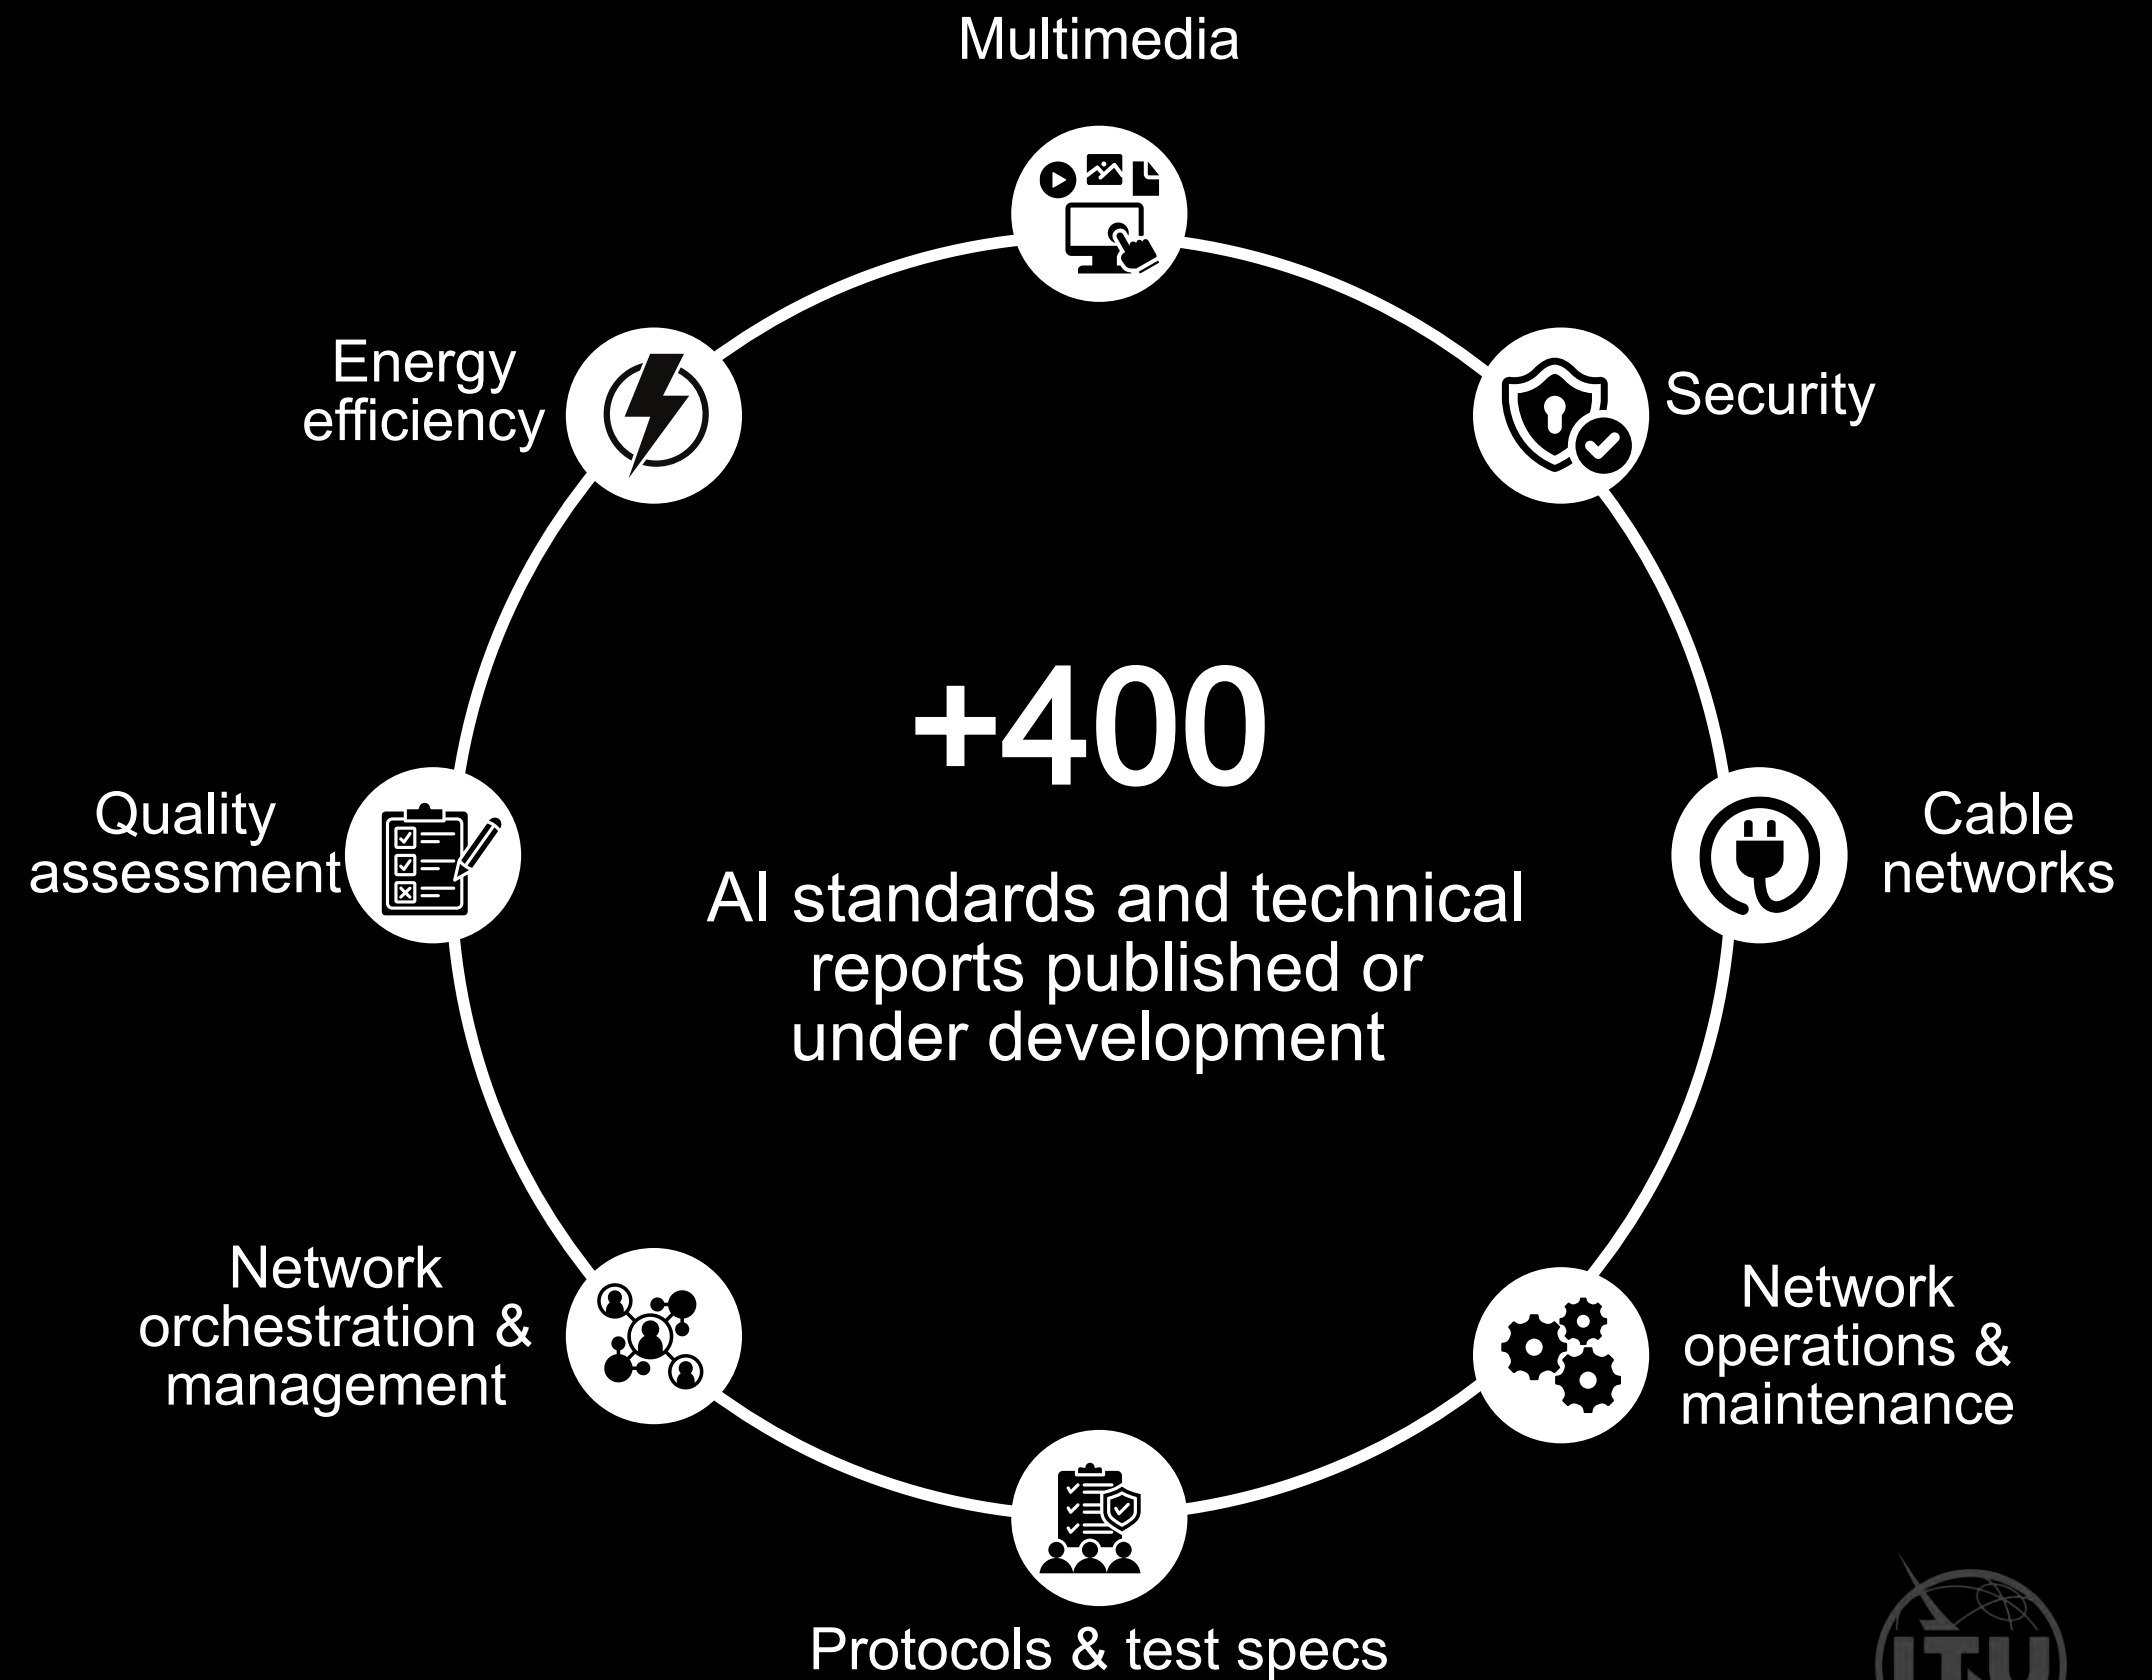 Multimedia
Energy
efficiency
Security
+400
AI standards and technical
reports published or
under development
Quality
assessment
Cable
networks
Network
orchestration &
management
Network
operations &
maintenance
Protocols & test specs
ITU